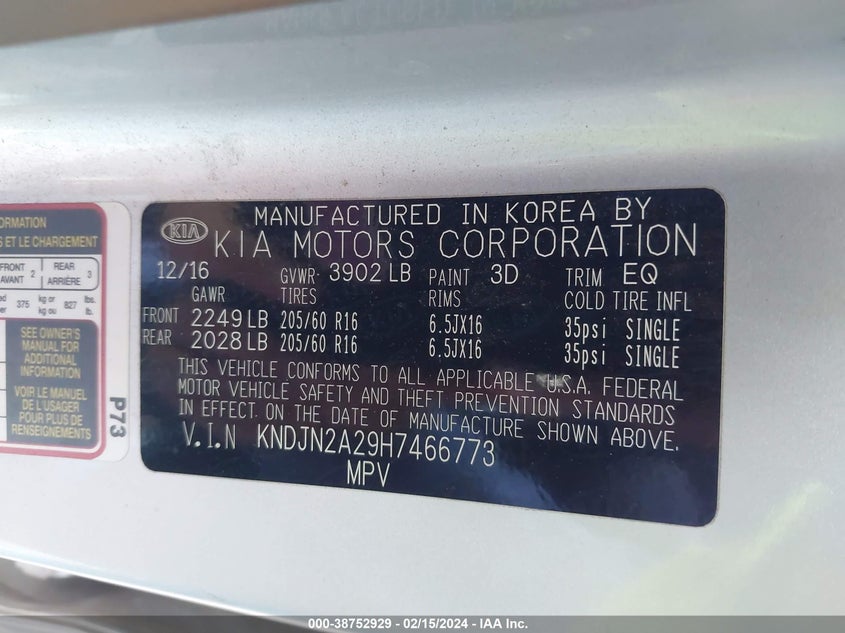 ORMATION
S ET LE CHARGEMENT
FRONT
AVANT 2
REAR
ARRIÈRE 3
375 kg or
kg ou 827 lbs.
lb.
SEE OWNER'S
MANUAL FOR
ADDITIONAL
INFORMATION
VOIR LE MANUEL
DE L'USAGER
POUR PLUS DE
RENSEIGNEMENTS
P73
KIA
MANUFACTURED IN KOREA BY
KIA MOTORS CORPORATION
12/16 GVWR: 3902 LB PAINT 3D TRIM EQ
GAWR TIRES RIMS COLD TIRE INFL
FRONT 2249 LB 205/60 R16 6.5JX16 35psi SINGLE
REAR 2028 LB 205/60 R16 6.5JX16 35psi SINGLE
THIS VEHICLE CONFORMS TO ALL APPLICABLE U.S.A. FEDERAL
MOTOR VEHICLE SAFETY AND THEFT PREVENTION STANDARDS
IN EFFECT ON THE DATE OF MANUFACTURE SHOWN ABOVE.
V.I.N KNDJN2A29H7466773
MPV
000-38752929 - 02/15/2024 - IAA Inc.